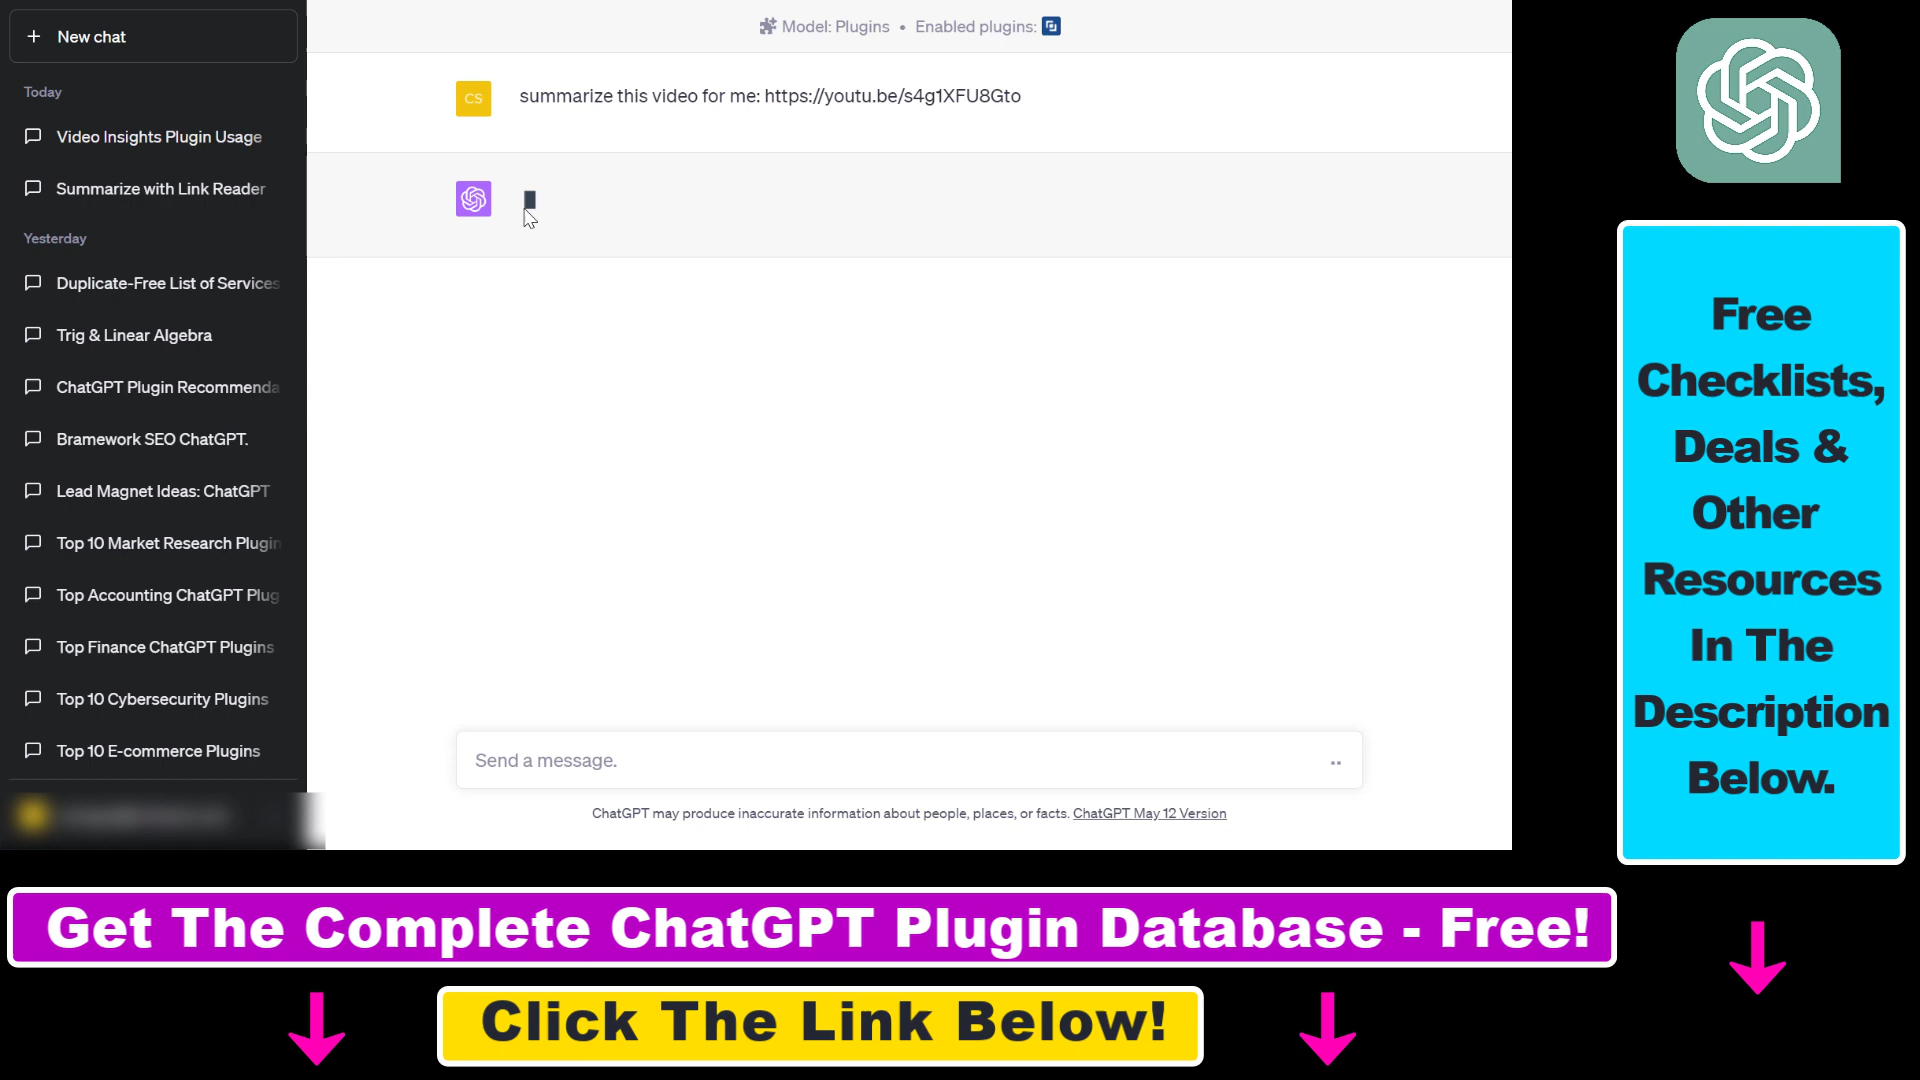 New chat
Today
Video Insights Plugin Usage
Summarize with Link Reader
Yesterday
Duplicate-Free List of Services
Trig & Linear Algebra
ChatGPT Plugin Recommenda
Bramework SEO ChatGPT.
Lead Magnet Ideas: ChatGPT
Top 10 Market Research Plugin
Top Accounting ChatGPT Plug
Top Finance ChatGPT Plugins
Top 10 Cybersecurity Plugins
Top 10 E-commerce Plugins
Model: Plugins • Enabled plugins:
CS
summarize this video for me: https://youtu.be/s4g1XFU8Gto
Send a message.
ChatGPT may produce inaccurate information about people, places, or facts. ChatGPT May 12 Version
Free
Checklists,
Deals &
Other
Resources
In The
Description
Below.
Get The Complete ChatGPT Plugin Database - Free!
Click The Link Below!